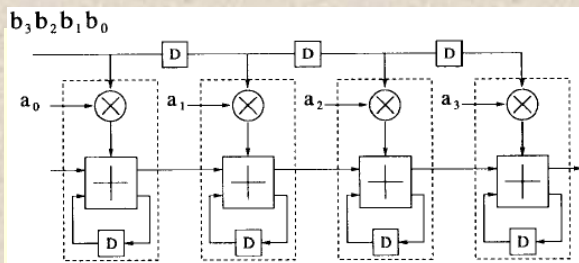 b₃b₂b₁b₀
D D D
a₀ a₁ a₂ a₃
D D D D